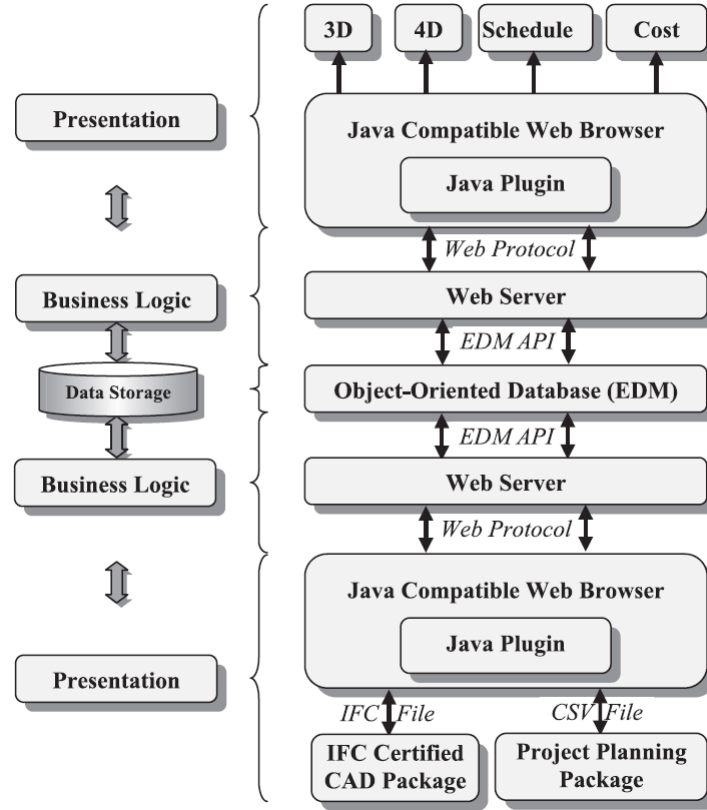 3D 4D Schedule Cost
Presentation
Java Compatible Web Browser
Java Plugin
Web Protocol
Business Logic
Web Server
EDM API
Data Storage
Object-Oriented Database (EDM)
EDM API
Business Logic
Web Server
Web Protocol
Java Compatible Web Browser
Java Plugin
Presentation
IFC File
CSV File
IFC Certified
CAD Package
Project Planning
Package